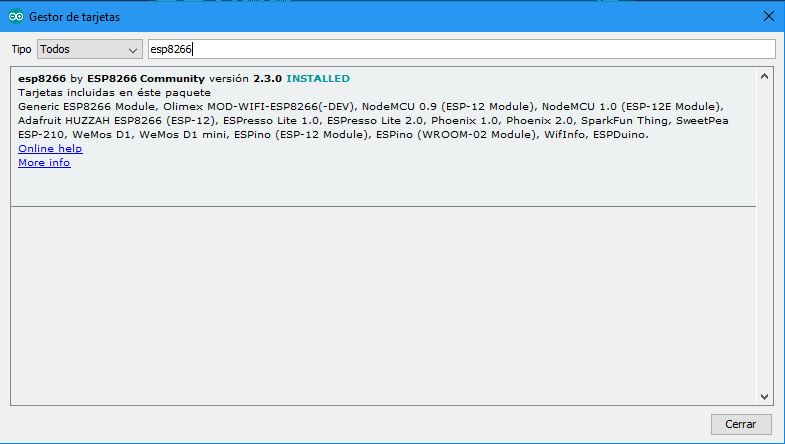 Gestor de tarjetas
Tipo Todos esp8266
esp8266 by ESP8266 Community versión 2.3.0 INSTALLED
Tarjetas incluidas en éste paquete
Generic ESP8266 Module, Olimex MOD-WIFI-ESP8266(-DEV), NodeMCU 0.9 (ESP-12 Module), NodeMCU 1.0 (ESP-12E Module),
Adafruit HUZZAH ESP8266 (ESP-12), ESPresso Lite 1.0, ESPresso Lite 2.0, Phoenix 1.0, Phoenix 2.0, SparkFun Thing, SweetPea
ESP-210, WeMos D1, WeMos D1 mini, ESPino (ESP-12 Module), ESPino (WROOM-02 Module), WifInfo, ESPDuino.
Online help
More info
Cerrar